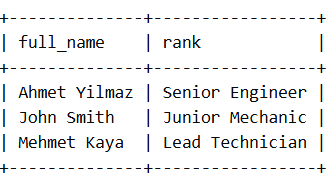 +--------------+-----------------+
| full_name    | rank            |
+--------------+-----------------+
| Ahmet Yilmaz | Senior Engineer |
| John Smith   | Junior Mechanic |
| Mehmet Kaya  | Lead Technician |
+--------------+-----------------+